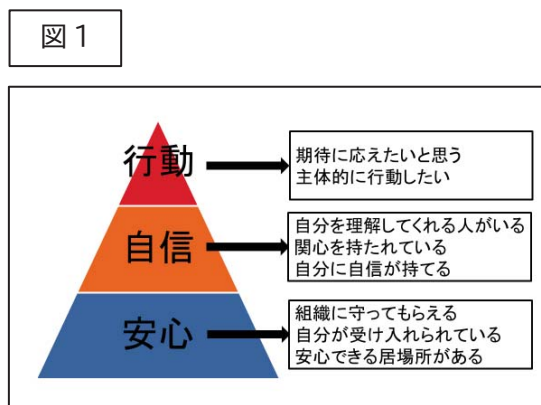 図1
行動
期待に応えたいと思う
主体的に行動したい
自信
自分を理解してくれる人がいる
関心を持たれている
自分に自信が持てる
安心
組織に守ってもらえる
自分が受け入れられている
安心できる居場所がある